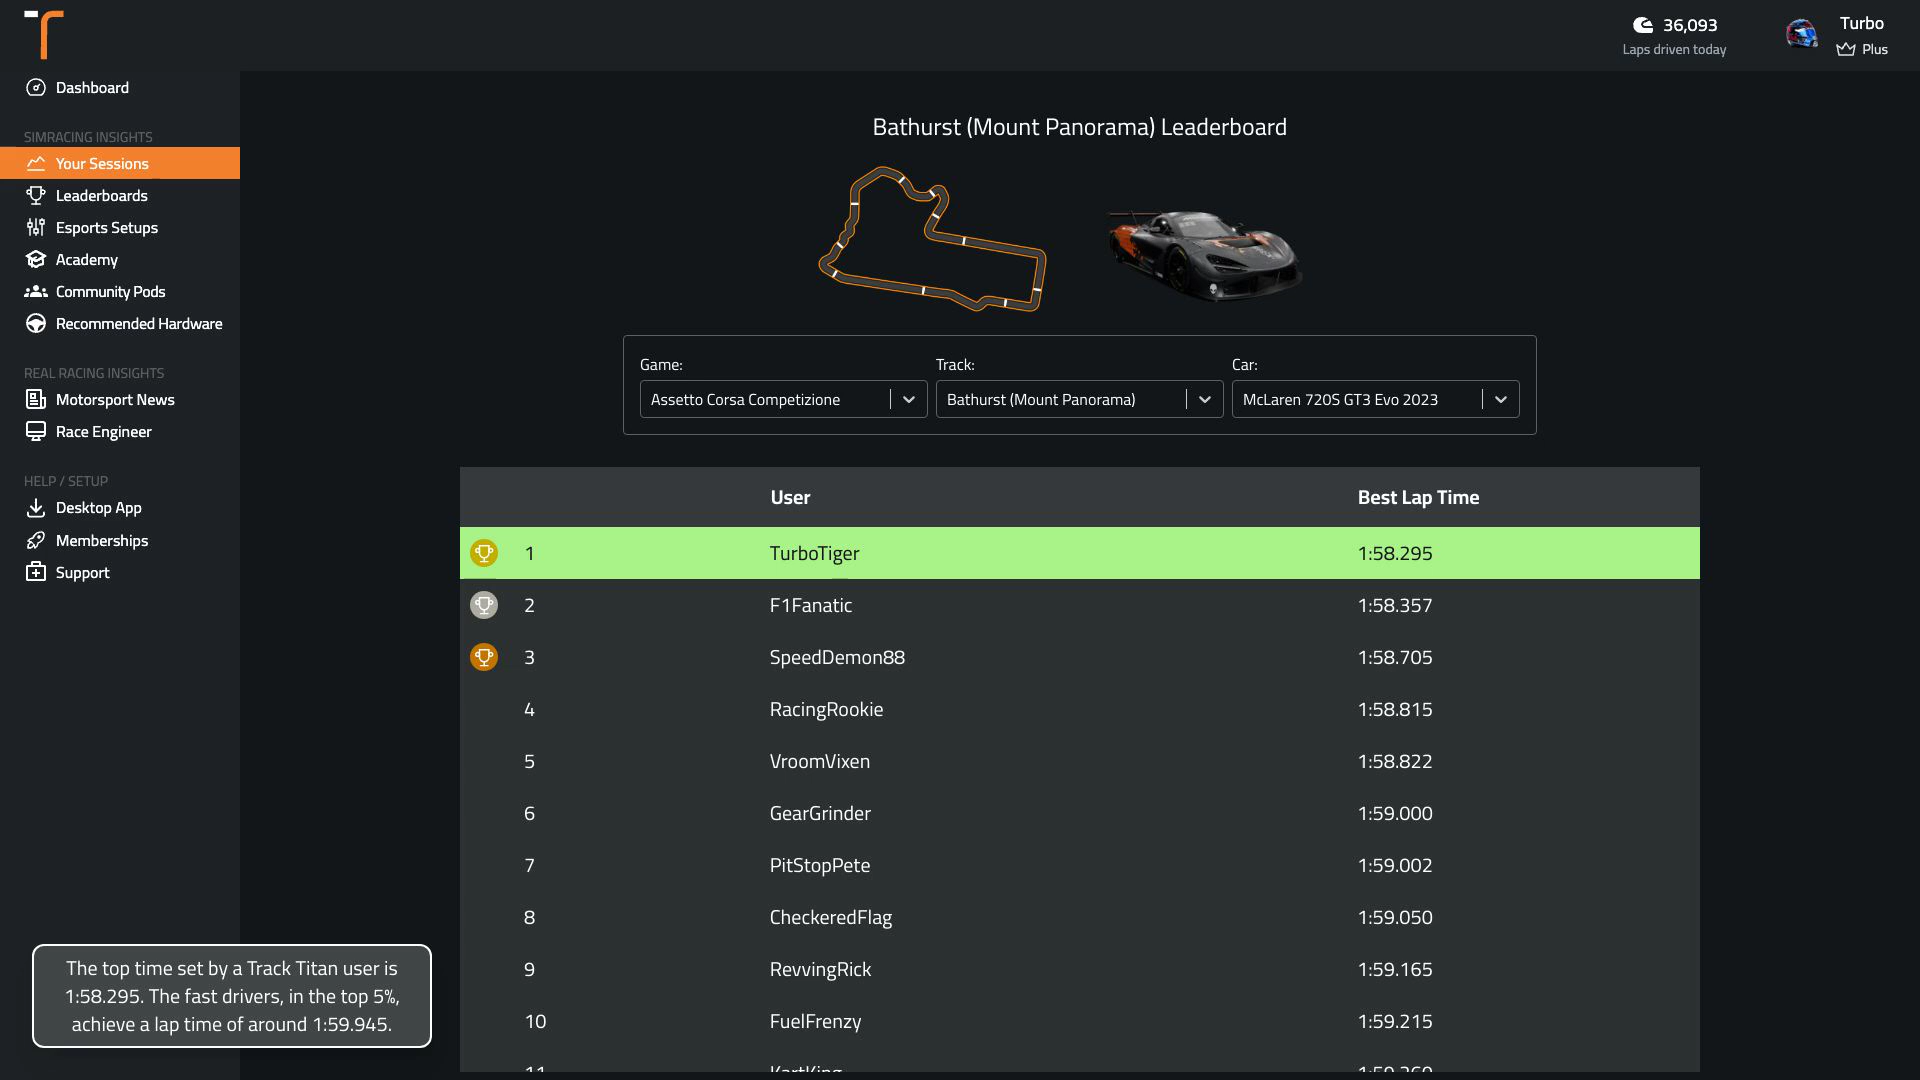 36,093
Laps driven today
Turbo
Plus
Dashboard
SIMRACING INSIGHTS
Your Sessions
Leaderboards
Esports Setups
Academy
Community Pods
Recommended Hardware
REAL RACING INSIGHTS
Motorsport News
Race Engineer
HELP / SETUP
Desktop App
Memberships
Support
The top time set by a Track Titan user is
1:58.295. The fast drivers, in the top 5%,
achieve a lap time of around 1:59.945.
Bathurst (Mount Panorama) Leaderboard
Game: Track: Car:
Assetto Corsa Competizione Bathurst (Mount Panorama) McLaren 720S GT3 Evo 2023
User Best Lap Time
1 TurboTiger 1:58.295
2 F1Fanatic 1:58.357
3 SpeedDemon88 1:58.705
4 RacingRookie 1:58.815
5 VroomVixen 1:58.822
6 GearGrinder 1:59.000
7 PitStopPete 1:59.002
8 CheckeredFlag 1:59.050
9 RevvingRick 1:59.165
10 FuelFrenzy 1:59.215
11 KartKing